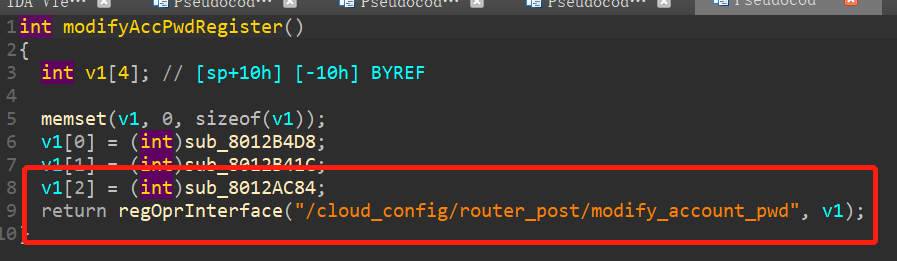 IDA Vie… Pseudocod… Pseudocod… Pseudocod
1 int modifyAccPwdRegister()
2 {
3 int v1[4]; // [sp+10h] [-10h] BYREF
4
5 memset(v1, 0, sizeof(v1));
6 v1[0] = (int)sub_8012B4D8;
7 v1[1] = (int)sub_8012B41C;
8 v1[2] = (int)sub_8012AC84;
9 return regOprInterface("/cloud_config/router_post/modify_account_pwd", v1);
10 }